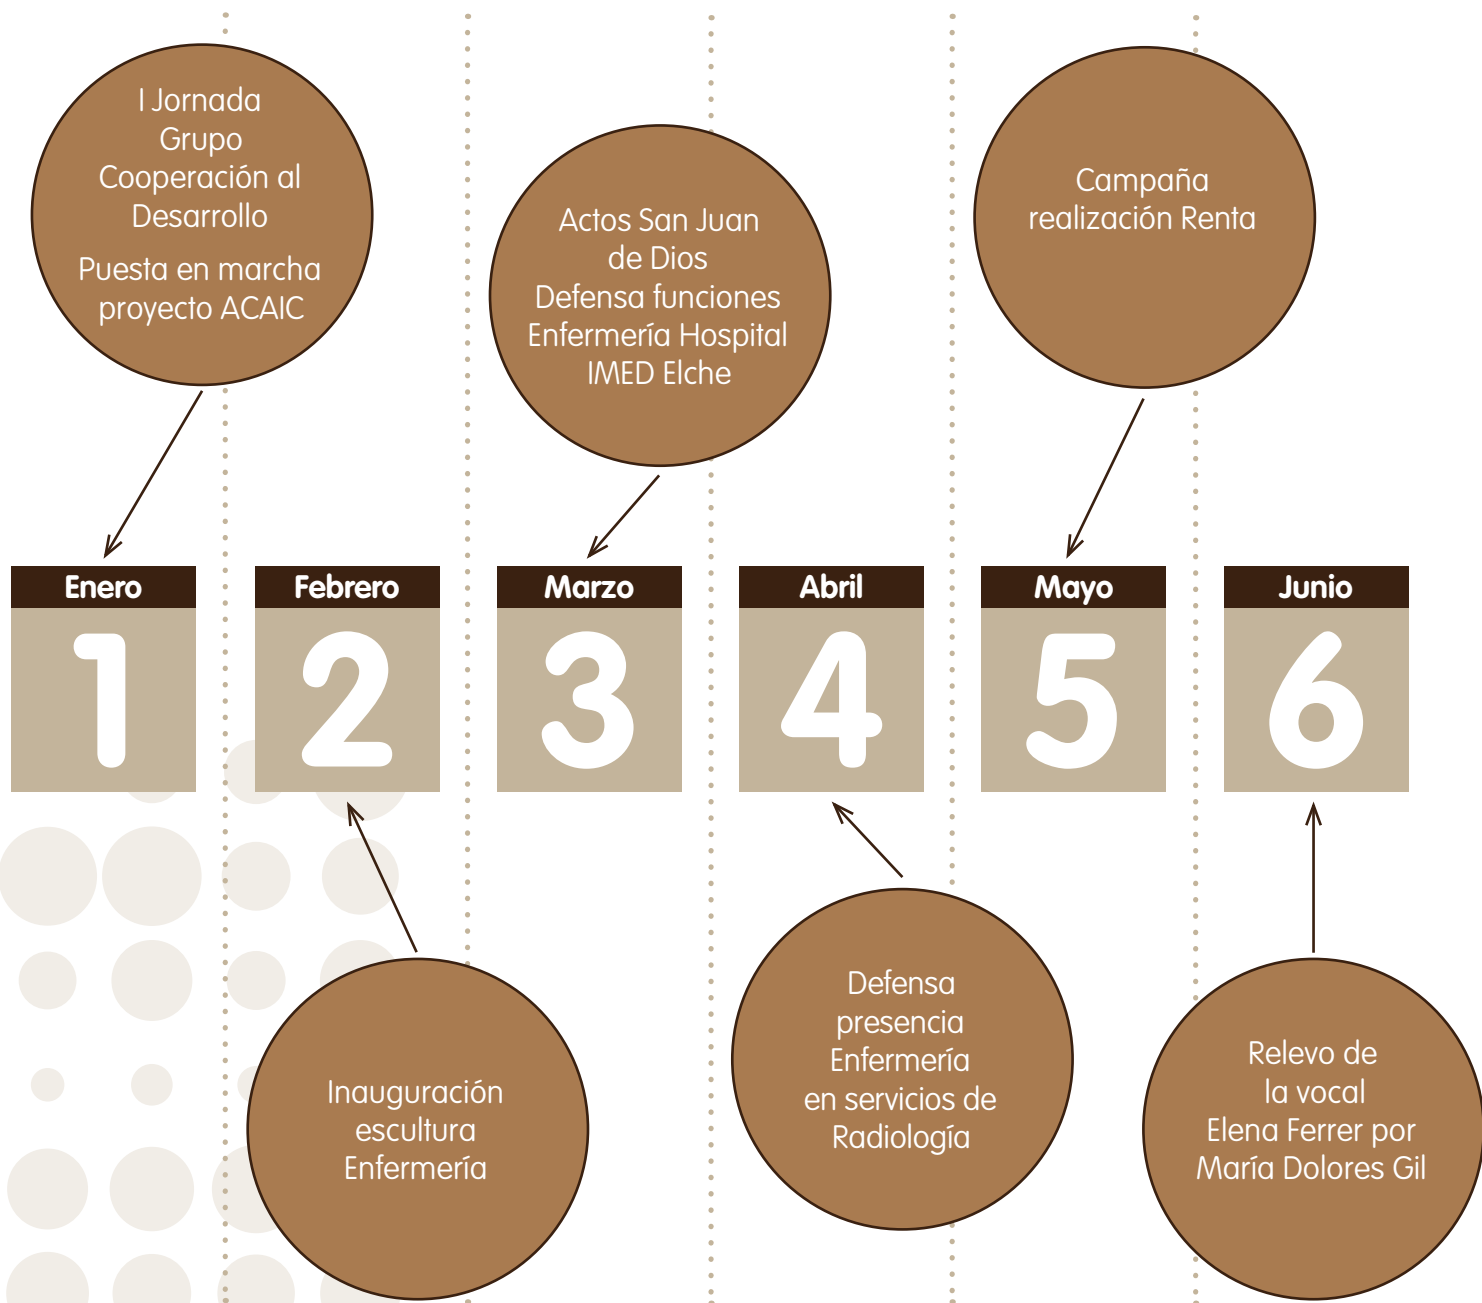 I Jornada
Grupo
Cooperación al
Desarrollo
Puesta en marcha
proyecto ACAIC
Actos San Juan
de Dios
Defensa funciones
Enfermería Hospital
IMED Elche
Campaña
realización Renta
Enero
1
Febrero
2
Marzo
3
Abril
4
Mayo
5
Junio
6
Inauguración
escultura
Enfermería
Defensa
presencia
Enfermería
en servicios de
Radiología
Relevo de
la vocal
Elena Ferrer por
María Dolores Gil